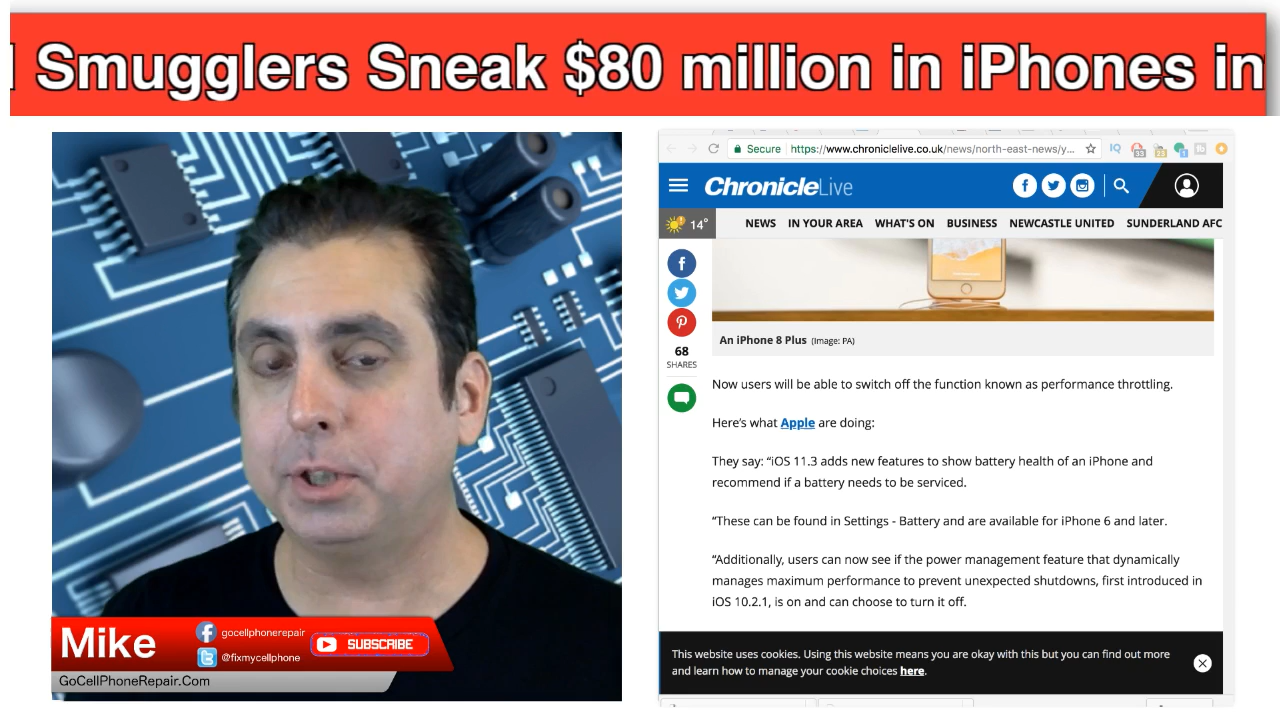 Smugglers Sneak $80 million in iPhones in
Secure https://www.chroniclelive.co.uk/news/north-east-news/y...
IQ 33 23 1
ChronicleLive
14°
NEWS IN YOUR AREA WHAT'S ON BUSINESS NEWCASTLE UNITED SUNDERLAND AFC
68
SHARES
An iPhone 8 Plus (Image: PA)
Now users will be able to switch off the function known as performance throttling.
Here's what Apple are doing:
They say: “iOS 11.3 adds new features to show battery health of an iPhone and
recommend if a battery needs to be serviced.
“These can be found in Settings - Battery and are available for iPhone 6 and later.
“Additionally, users can now see if the power management feature that dynamically
manages maximum performance to prevent unexpected shutdowns, first introduced in
iOS 10.2.1, is on and can choose to turn it off.
This website uses cookies. Using this website means you are okay with this but you can find out more
and learn how to manage your cookie choices here.
Mike
gocellphonerepair
@fixmycellphone
SUBSCRIBE
GoCellPhoneRepair.Com